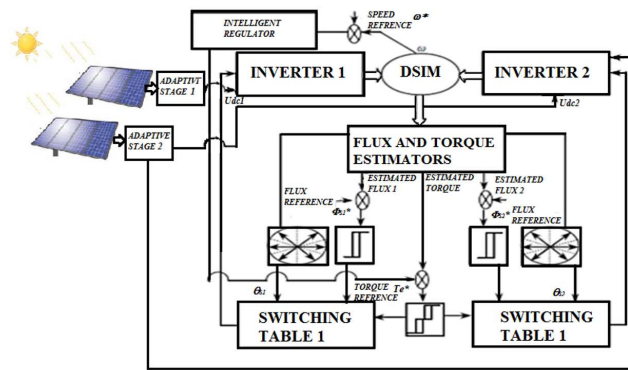 INTELLIGENT
REGULATOR
SPEED
REFRENCE ω*
ω
ADAPTIVT
STAGE 1
INVERTER 1
DSIM
INVERTER 2
Udc1
Udc2
ADAPTIVE
STAGE 2
FLUX AND TORQUE
ESTIMATORS
FLUX
REFERENCE
ESTIMATED
FLUX 1
ESTIMATED
TORQUE
ESTIMATED
FLUX 2
Φs1*
Φs2*
FLUX
REFERENCE
θs1
TORQUE
REFRENCE Te*
SWITCHING
TABLE 1
SWITCHING
TABLE 1